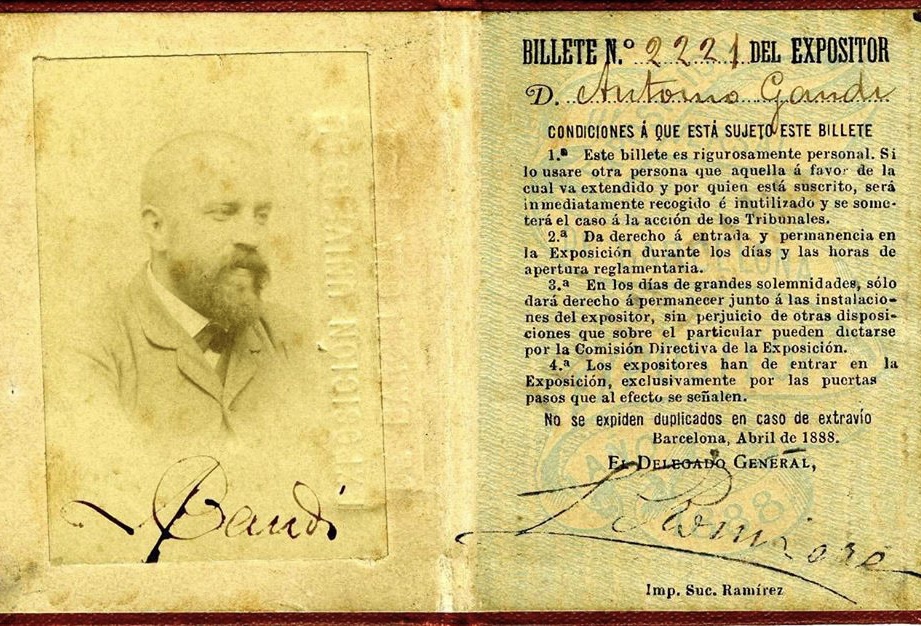 Gaudí
BILLETE N.º 2221 DEL EXPOSITOR
D. Antonio Gaudi
CONDICIONES Á QUE ESTÁ SUJETO ESTE BILLETE
1.ª Este billete es rigurosamente personal. Si
lo usare otra persona que aquella á favor de la
cual va extendido y por quien está suscrito, será
inmediatamente recogido é inutilizado y se some-
terá el caso á la acción de los Tribunales.
2.ª Da derecho á entrada y permanencia en
la Exposición durante los días y las horas de
apertura reglamentaria.
3.ª En los días de grandes solemnidades, sólo
dará derecho á permanecer junto á las instalacio-
nes del expositor, sin perjuicio de otras disposi-
ciones que sobre el particular pueden dictarse
por la Comisión Directiva de la Exposición.
4.ª Los expositores han de entrar en la
Exposición, exclusivamente por las puertas
pasos que al efecto se señalen.
No se expiden duplicados en caso de extravío
Barcelona, Abril de 1888.
EL DELEGADO GENERAL,
Imp. Suc. Ramírez